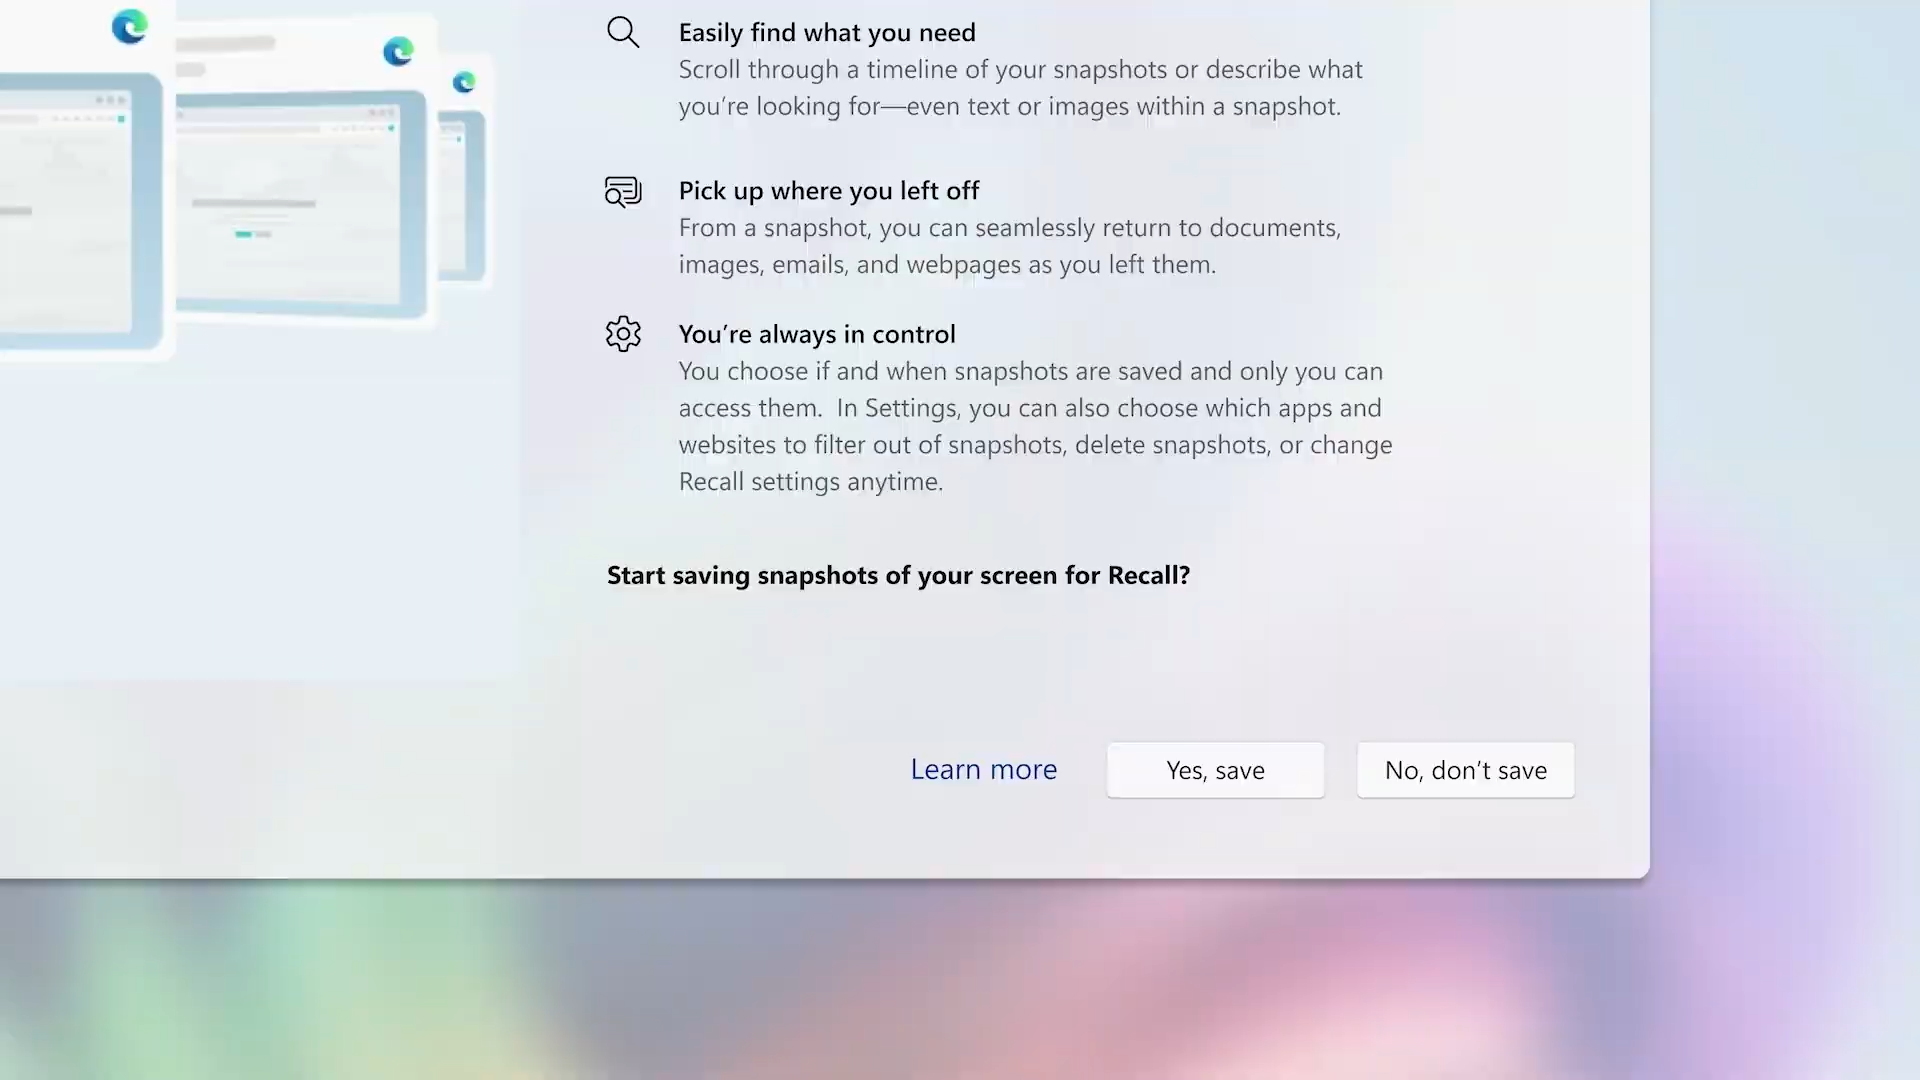 Easily find what you need
Scroll through a timeline of your snapshots or describe what
you’re looking for—even text or images within a snapshot.
Pick up where you left off
From a snapshot, you can seamlessly return to documents,
images, emails, and webpages as you left them.
You’re always in control
You choose if and when snapshots are saved and only you can
access them.  In Settings, you can also choose which apps and
websites to filter out of snapshots, delete snapshots, or change
Recall settings anytime.
Start saving snapshots of your screen for Recall?
Learn more
Yes, save
No, don’t save